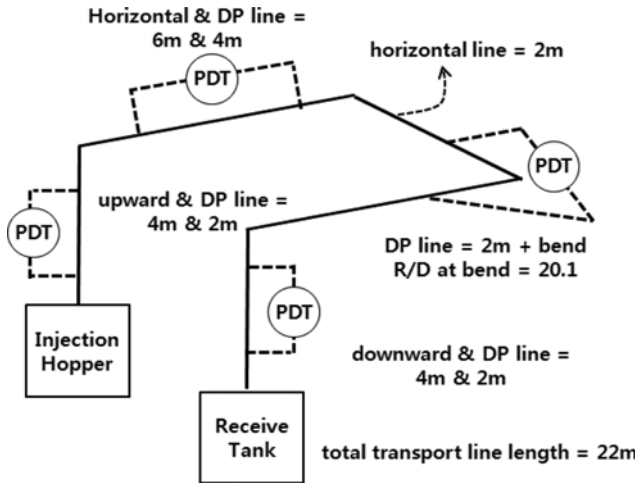 Horizontal & DP line =
6m & 4m
PDT
horizontal line = 2m
PDT
upward & DP line =
4m & 2m
PDT
DP line = 2m + bend
R/D at bend = 20.1
PDT
Injection
Hopper
downward & DP line =
4m & 2m
Receive
Tank
total transport line length = 22m